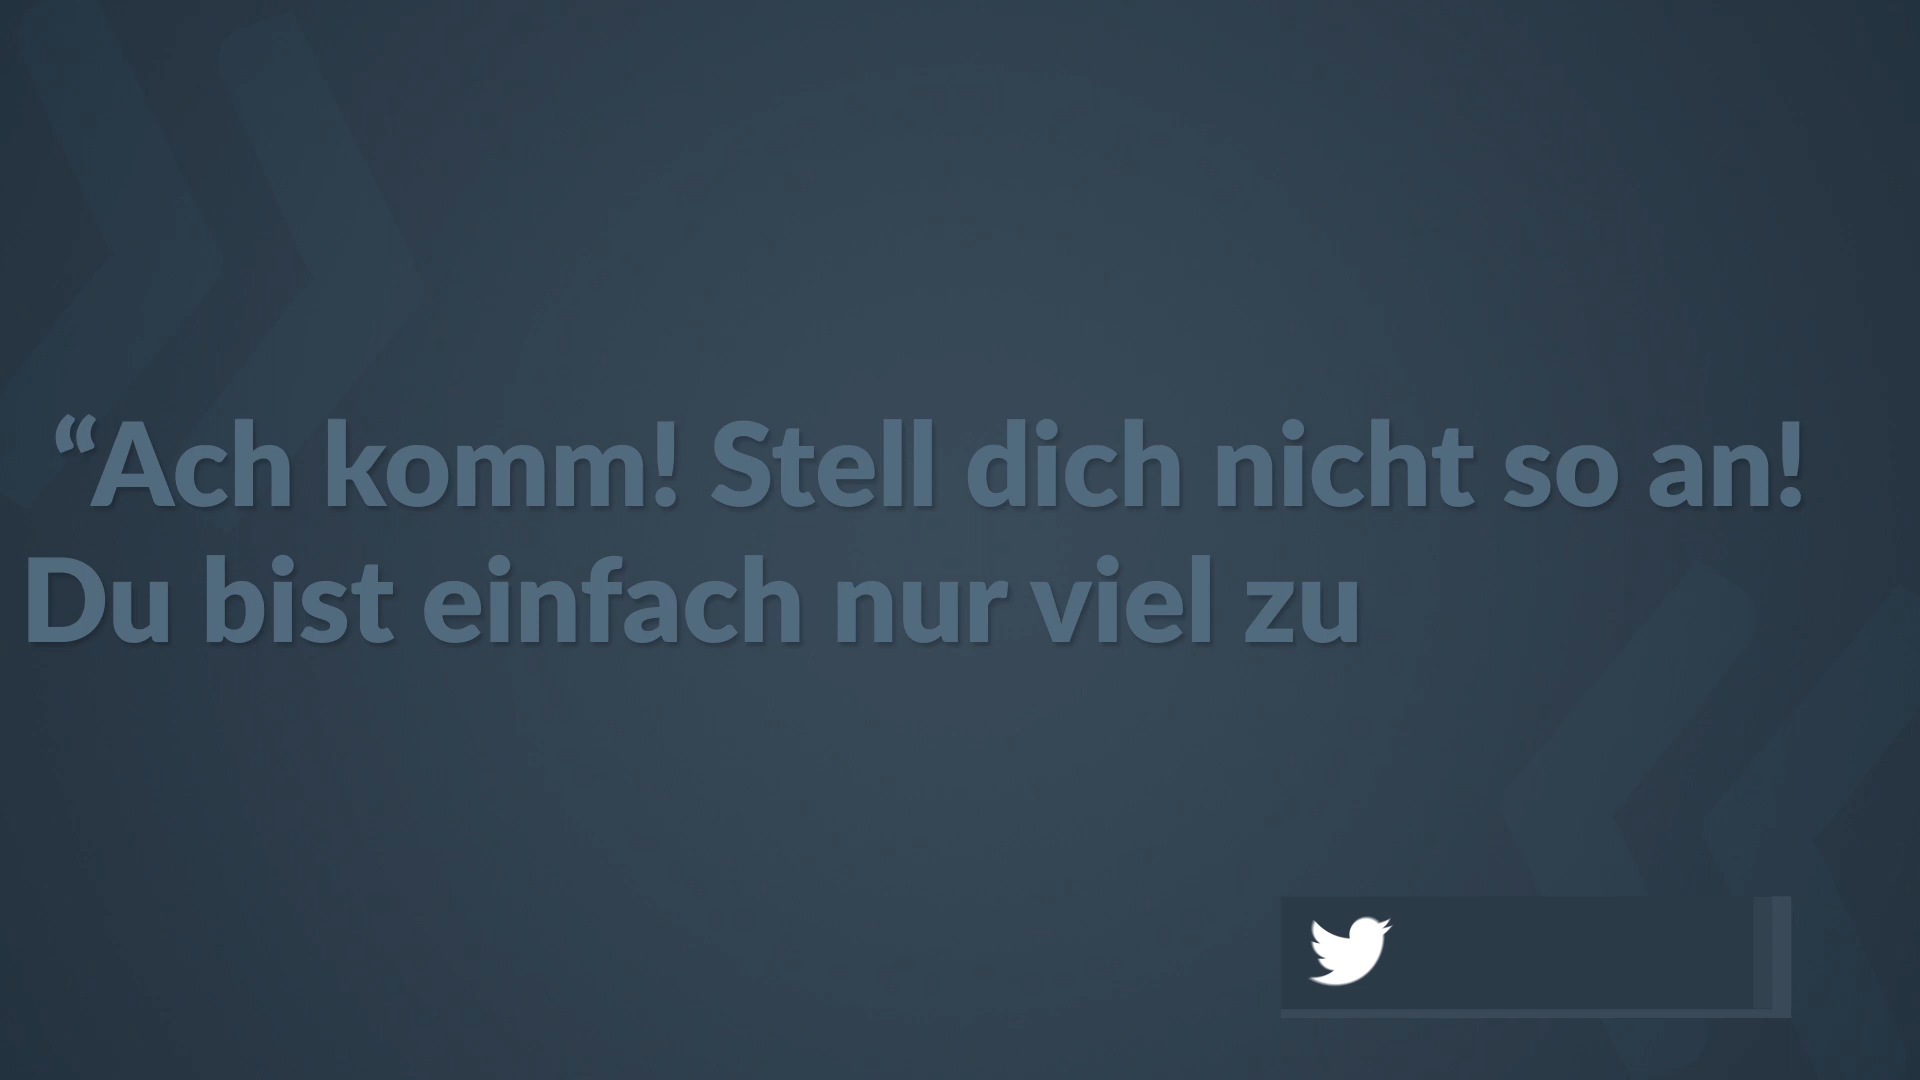 “Ach komm! Stell dich nicht so an!
Du bist einfach nur viel zu